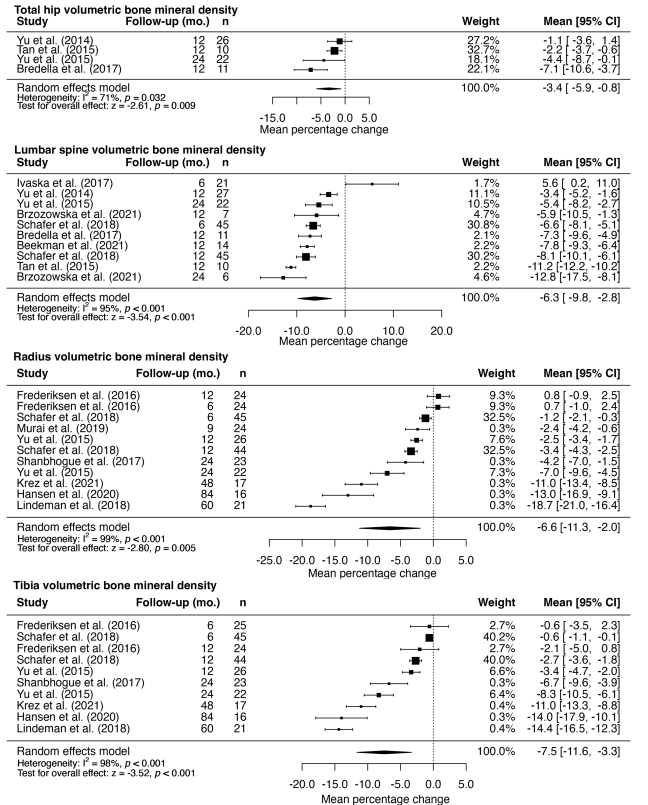 Total hip volumetric bone mineral density
Study Follow-up (mo.) n Weight Mean [95% CI]
Yu et al. (2014) 12 26 27.2% -1.1 [ -3.6, 1.4]
Tan et al. (2015) 12 10 32.7% -2.2 [ -3.7, -0.6]
Yu et al. (2015) 24 22 18.1% -4.4 [ -8.7, -0.1]
Bredella et al. (2017) 12 11 22.1% -7.1 [-10.6, -3.7]
Random effects model 100.0% -3.4 [ -5.9, -0.8]
Heterogeneity: I² = 71%, p = 0.032
Test for overall effect: z = -2.61, p = 0.009
-15.0 -5.0 0.0 5.0
Mean percentage change
Lumbar spine volumetric bone mineral density
Study Follow-up (mo.) n Weight Mean [95% CI]
Ivaska et al. (2017) 6 21 1.7% 5.6 [ 0.2, 11.0]
Yu et al. (2014) 12 27 11.1% -3.4 [ -5.2, -1.6]
Yu et al. (2015) 24 22 10.5% -5.4 [ -8.2, -2.7]
Brzozowska et al. (2021) 12 7 4.7% -5.9 [-10.5, -1.3]
Schafer et al. (2018) 6 45 30.8% -6.6 [ -8.1, -5.1]
Bredella et al. (2017) 12 11 2.1% -7.3 [ -9.6, -4.9]
Beekman et al. (2021) 12 14 2.2% -7.8 [ -9.3, -6.4]
Schafer et al. (2018) 12 45 30.2% -8.1 [-10.1, -6.1]
Tan et al. (2015) 12 10 2.2% -11.2 [-12.2, -10.2]
Brzozowska et al. (2021) 24 6 4.6% -12.8 [-17.5, -8.1]
Random effects model 100.0% -6.3 [ -9.8, -2.8]
Heterogeneity: I² = 95%, p < 0.001
Test for overall effect: z = -3.54, p < 0.001
-20.0 -10.0 0.0 10.0 20.0
Mean percentage change
Radius volumetric bone mineral density
Study Follow-up (mo.) n Weight Mean [95% CI]
Frederiksen et al. (2016) 12 24 9.3% 0.8 [ -0.9, 2.5]
Frederiksen et al. (2016) 6 24 9.3% 0.7 [ -1.0, 2.4]
Schafer et al. (2018) 6 45 32.5% -1.2 [ -2.1, -0.3]
Murai et al. (2019) 9 24 0.3% -2.4 [ -4.2, -0.6]
Yu et al. (2015) 12 26 7.6% -2.5 [ -3.4, -1.7]
Schafer et al. (2018) 12 44 32.5% -3.4 [ -4.3, -2.5]
Shanbhogue et al. (2017) 24 23 0.3% -4.2 [ -7.0, -1.5]
Yu et al. (2015) 24 22 7.3% -7.0 [ -9.6, -4.5]
Krez et al. (2021) 48 17 0.3% -11.0 [-13.4, -8.5]
Hansen et al. (2020) 84 16 0.3% -13.0 [-16.9, -9.1]
Lindeman et al. (2018) 60 21 0.3% -18.7 [-21.0, -16.4]
Random effects model 100.0% -6.6 [-11.3, -2.0]
Heterogeneity: I² = 99%, p < 0.001
Test for overall effect: z = -2.80, p = 0.005
-25.0 -20.0 -15.0 -10.0 -5.0 0.0 5.0
Mean percentage change
Tibia volumetric bone mineral density
Study Follow-up (mo.) n Weight Mean [95% CI]
Frederiksen et al. (2016) 6 25 2.7% -0.6 [ -3.5, 2.3]
Schafer et al. (2018) 6 45 40.2% -0.6 [ -1.1, -0.1]
Frederiksen et al. (2016) 12 24 2.7% -2.1 [ -5.0, 0.8]
Schafer et al. (2018) 12 44 40.0% -2.7 [ -3.6, -1.8]
Yu et al. (2015) 12 26 6.6% -3.4 [ -4.7, -2.0]
Shanbhogue et al. (2017) 24 23 0.3% -6.7 [ -9.6, -3.9]
Yu et al. (2015) 24 22 6.4% -8.3 [-10.5, -6.1]
Krez et al. (2021) 48 17 0.4% -11.0 [-13.3, -8.8]
Hansen et al. (2020) 84 16 0.3% -14.0 [-17.9, -10.1]
Lindeman et al. (2018) 60 21 0.4% -14.4 [-16.5, -12.3]
Random effects model 100.0% -7.5 [-11.6, -3.3]
Heterogeneity: I² = 98%, p < 0.001
Test for overall effect: z = -3.52, p < 0.001
-20.0 -15.0 -10.0 -5.0 0.0 5.0
Mean percentage change